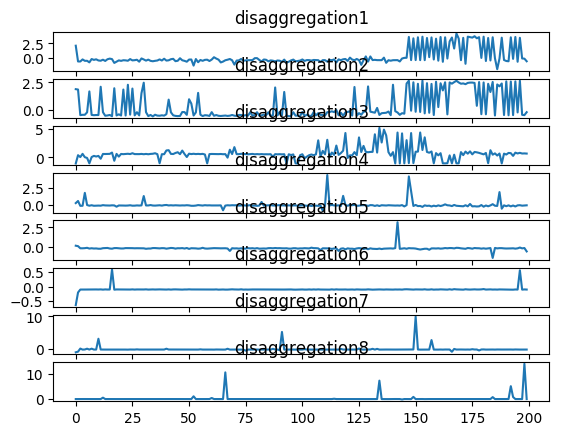 disaggregation1
2.5
0.0
disaggregation2
2.5
0.0
disaggregation3
5
0
disaggregation4
2.5
0.0
disaggregation5
2.5
0.0
disaggregation6
0.5
0.0
−0.5
disaggregation7
10
0
disaggregation8
10
0
0 25 50 75 100 125 150 175 200